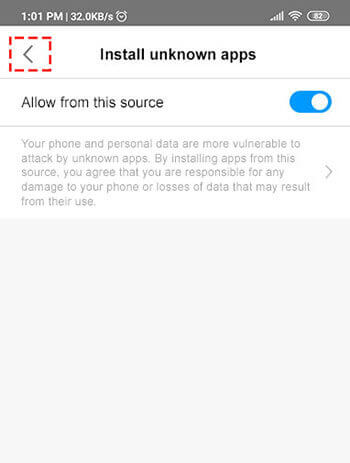 1:01 PM | 32.0KB/s
82
Install unknown apps
Allow from this source
Your phone and personal data are more vulnerable to
attack by unknown apps. By installing apps from this
source, you agree that you are responsible for any
damage to your phone or losses of data that may result
from their use.